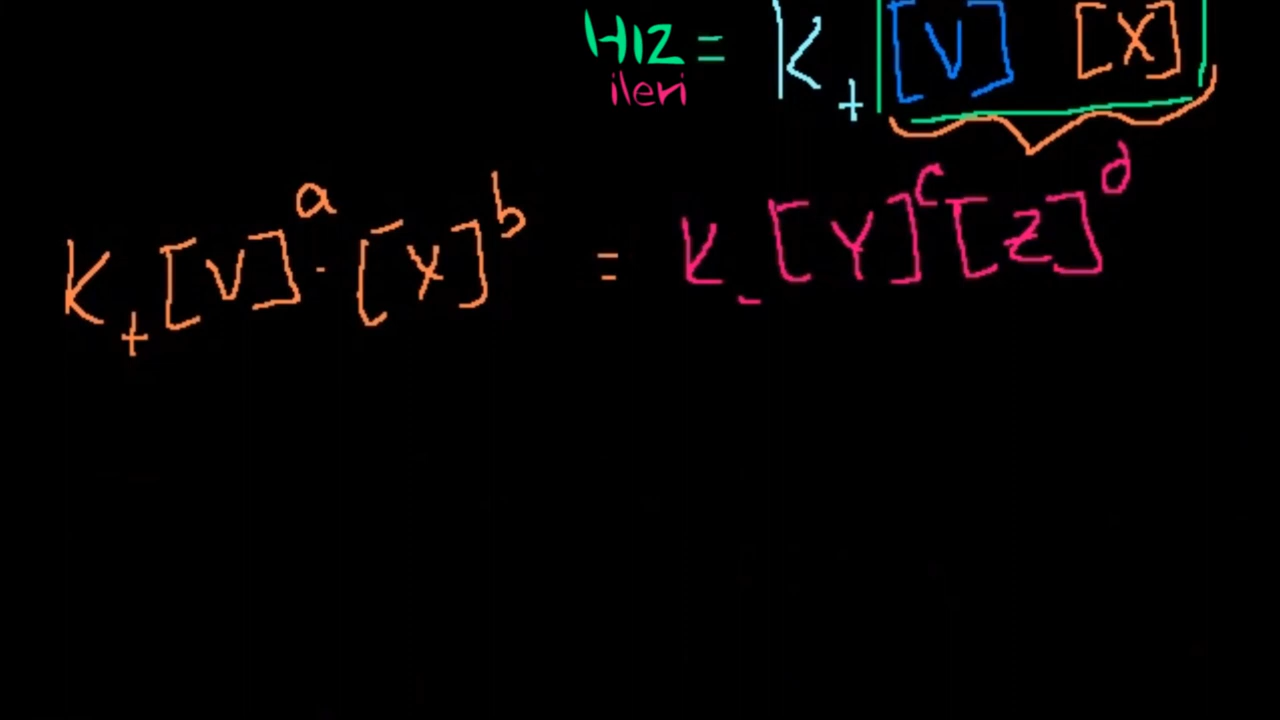 HIZ = K₊ [V] [X]
ileri
K₊[V]ᵃ · [X]ᵇ = K₋[Y]ᶜ[Z]ᵈ